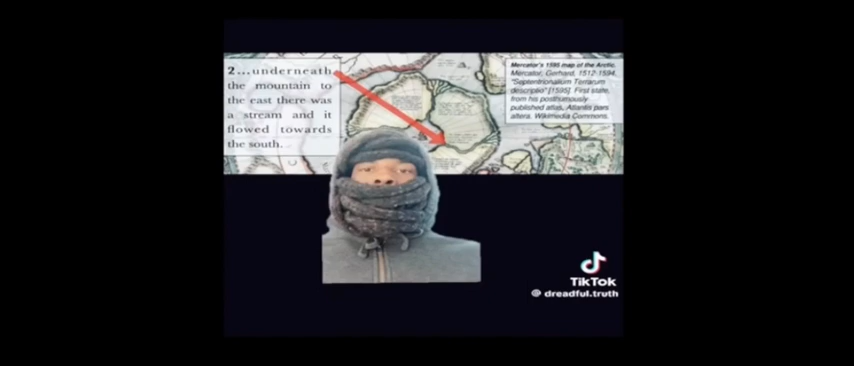 2...underneath
the mountain to
the east there was
a stream and it
flowed towards
the south.
Mercator's 1595 map of the Arctic.
Mercator, Gerhard, 1512-1594,
"Septentrionalium Terrarum
descriptio" [1595]. First state,
from his posthumously
published atlas, Atlantis pars
altera. Wikimedia Commons.
TikTok
@ dreadful.truth